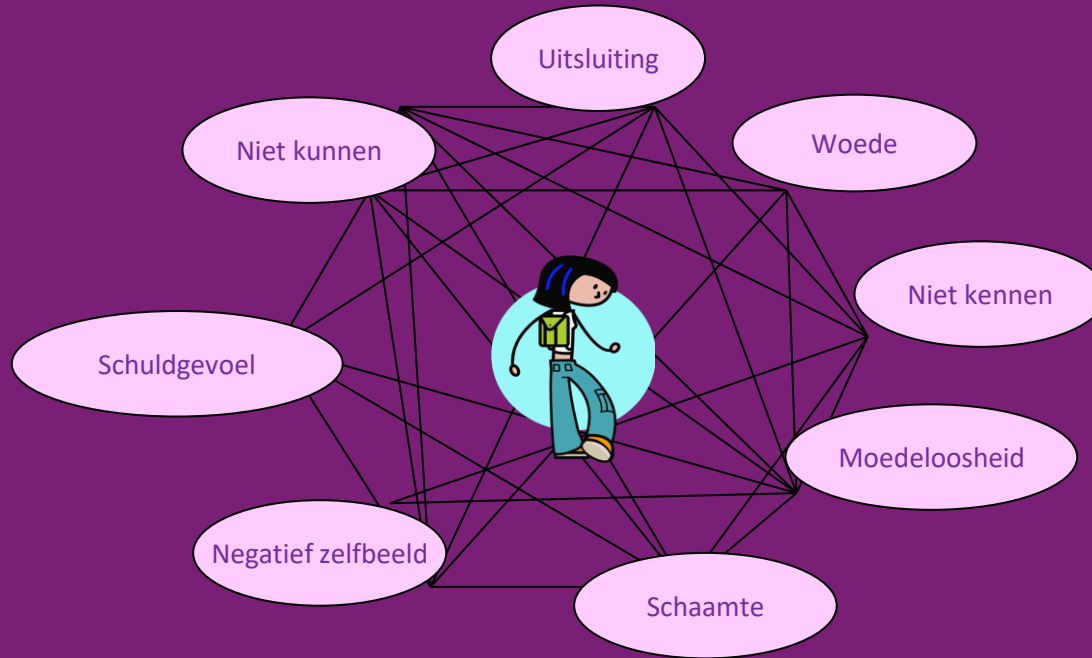 Uitsluiting
Niet kunnen
Woede
Niet kennen
Schuldgevoel
Moedeloosheid
Negatief zelfbeeld
Schaamte